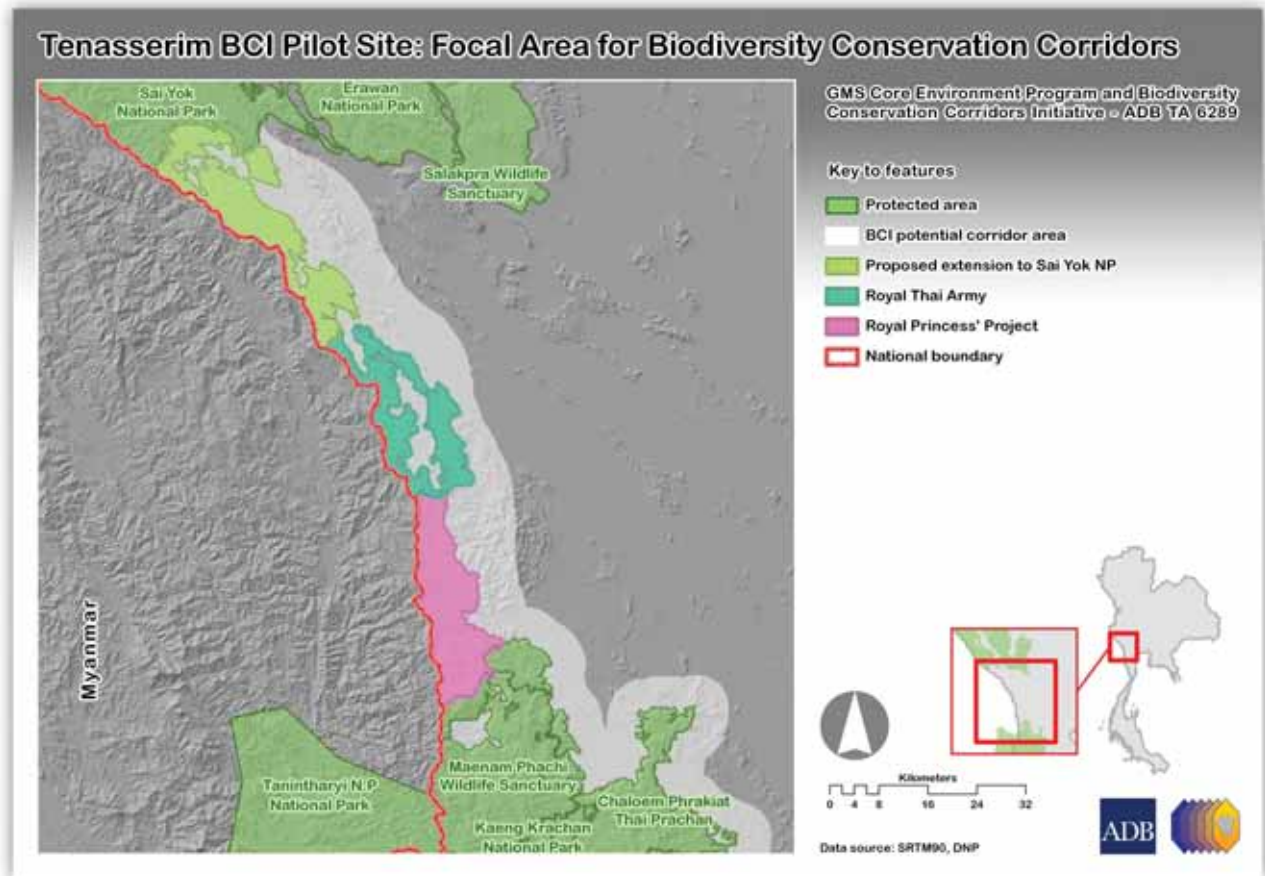 Tenasserim BCI Pilot Site: Focal Area for Biodiversity Conservation Corridors
Sai Yok
National Park
Erawan
National Park
Salakpra Wildlife
Sanctuary
Myanmar
Tanintharyi N.P
National Park
Maenam Phachi
Wildlife Sanctuary
Kaeng Krachan
National Park
Chaloem Phrakiat
Thai Prachan
GMS Core Environment Program and Biodiversity
Conservation Corridors Initiative - ADB TA 6289
Key to features
Protected area
BCI potential corridor area
Proposed extension to Sai Yok NP
Royal Thai Army
Royal Princess' Project
National boundary
Kilometers
0 4 8 16 24 32
Data source: SRTM90, DNP
ADB